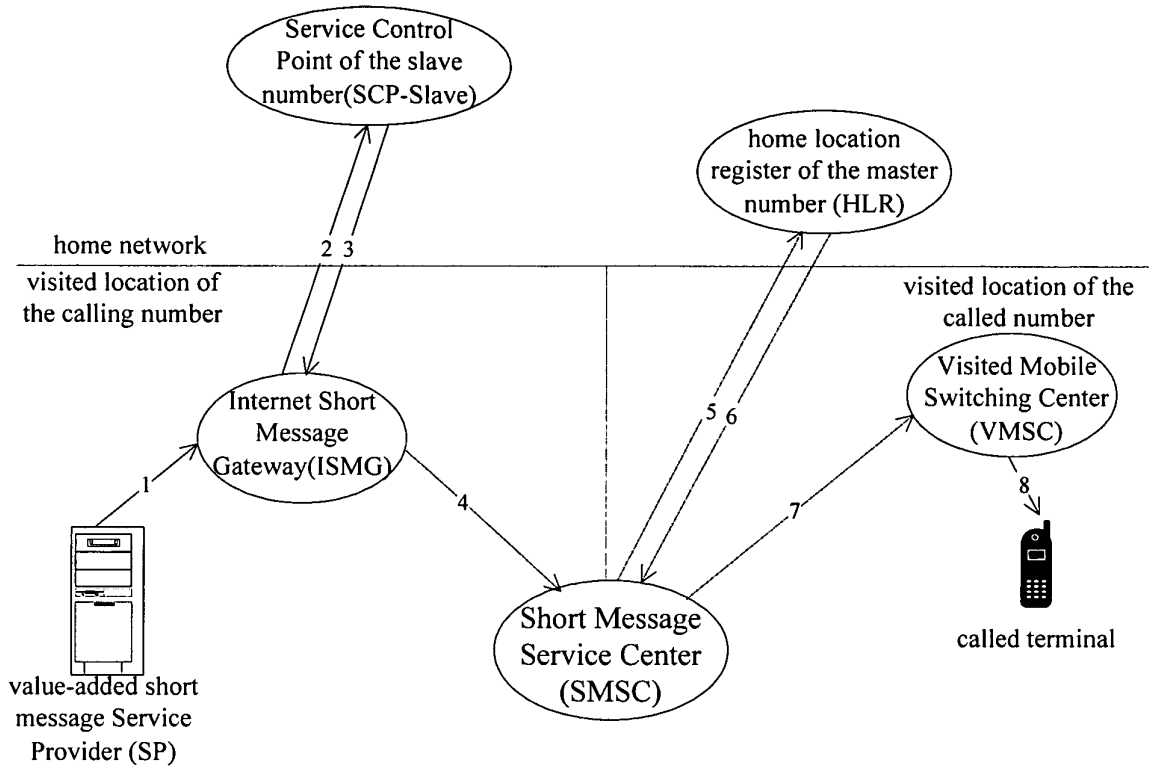 Service Control
Point of the slave
number(SCP-Slave)
home location
register of the master
number (HLR)
home network
2 3
visited location of
the calling number
visited location of the
called number
Visited Mobile
Switching Center
(VMSC)
Internet Short
Message
Gateway(ISMG)
5 6
1
4
7
8
Short Message
Service Center
(SMSC)
called terminal
value-added short
message Service
Provider (SP)